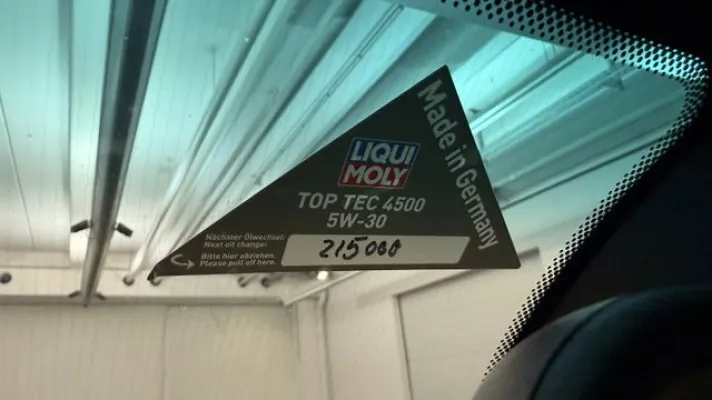 LIQUI
MOLY
Made in Germany
TOP TEC 4500
5W-30
Nächster Ölwechsel:
Next oil change:
215000
Bitte hier abziehen.
Please pull off here.